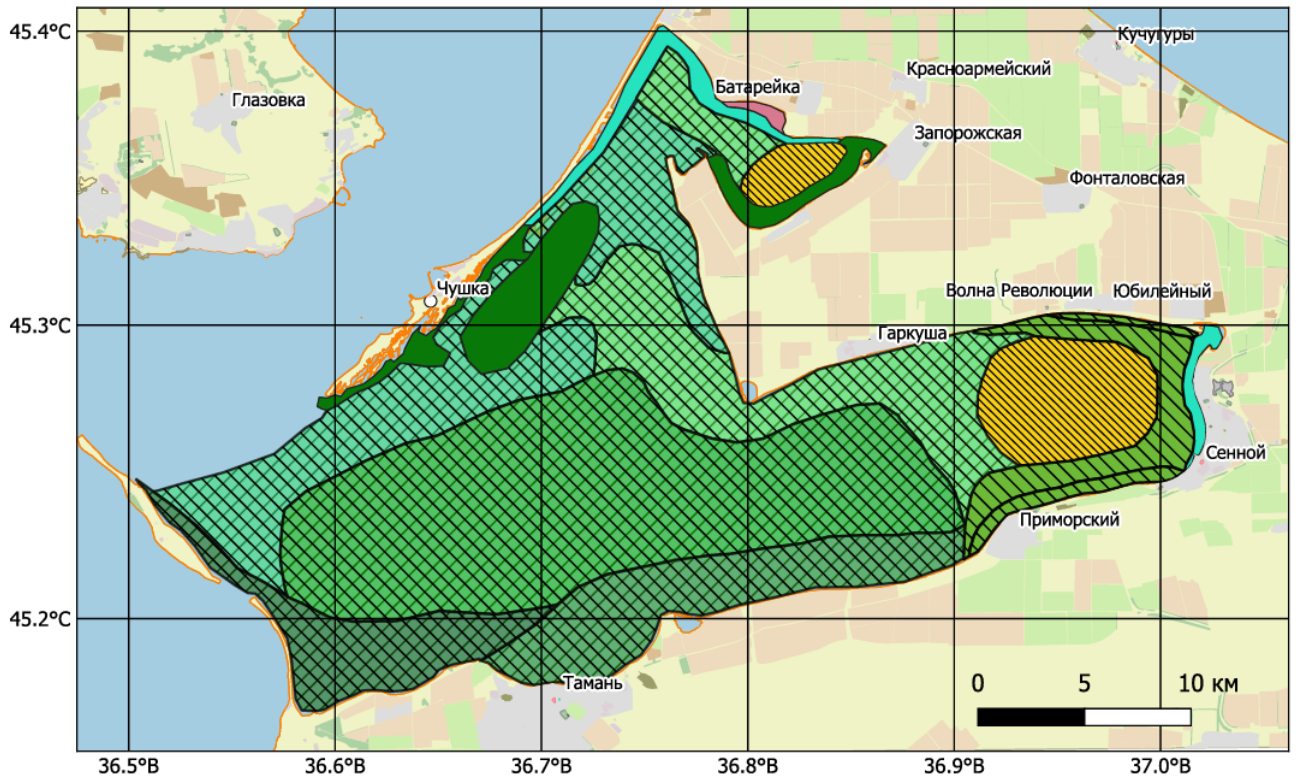 45.4°С
Кучугуры
Красноармейский
Глазовка
Батарейка
Запорожская
Фонталовская
Чушка
Волна Революции
Юбилейный
45.3°С
Гаркуша
Сенной
Приморский
45.2°С
Тамань
0 5 10 км
36.5°В 36.6°В 36.7°В 36.8°В 36.9°В 37.0°В